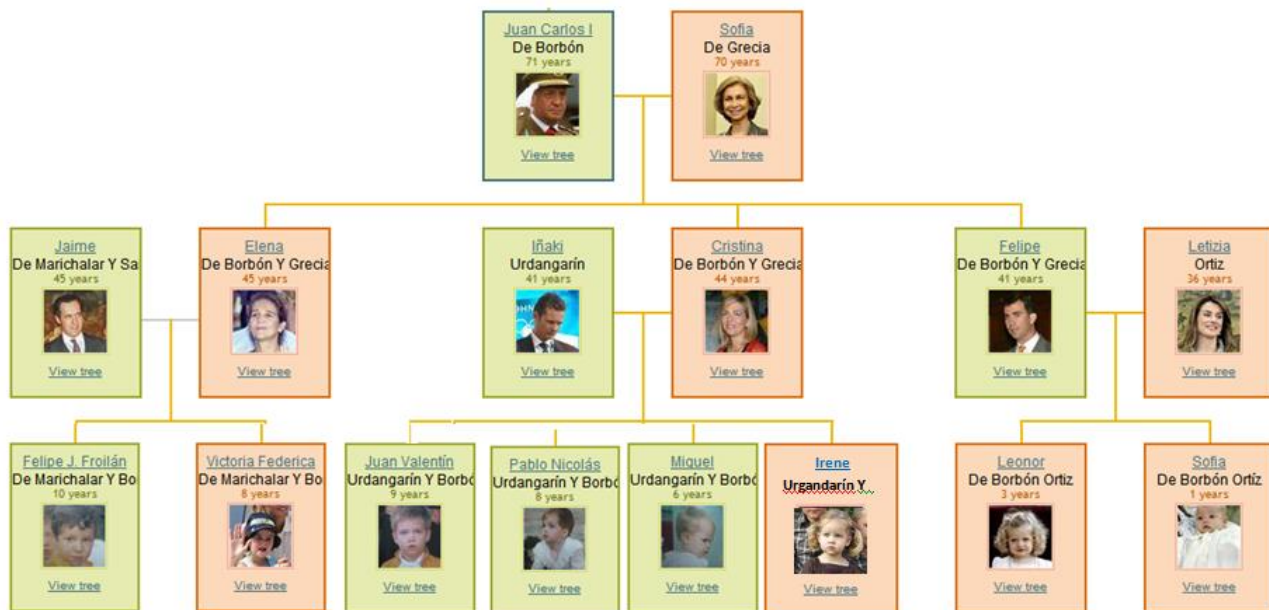 Juan Carlos I
De Borbón
71 years
View tree
Sofia
De Grecia
70 years
View tree
Jaime
De Marichalar Y Sa
45 years
View tree
Elena
De Borbón Y Grecia
45 years
View tree
Iñaki
Urdangarín
41 years
View tree
Cristina
De Borbón Y Grecia
44 years
View tree
Felipe
De Borbón Y Grecia
41 years
View tree
Letizia
Ortiz
36 years
View tree
Felipe J. Froilán
De Marichalar Y Bo
10 years
View tree
Victoria Federica
De Marichalar Y Bo
8 years
View tree
Juan Valentín
Urdangarín Y Borbó
9 years
View tree
Pablo Nicolás
Urdangarín Y Borbó
8 years
View tree
Miguel
Urdangarín Y Borbó
6 years
View tree
Irene
Urgandarín Y
View tree
Leonor
De Borbón Ortiz
3 years
View tree
Sofia
De Borbón Ortíz
1 years
View tree